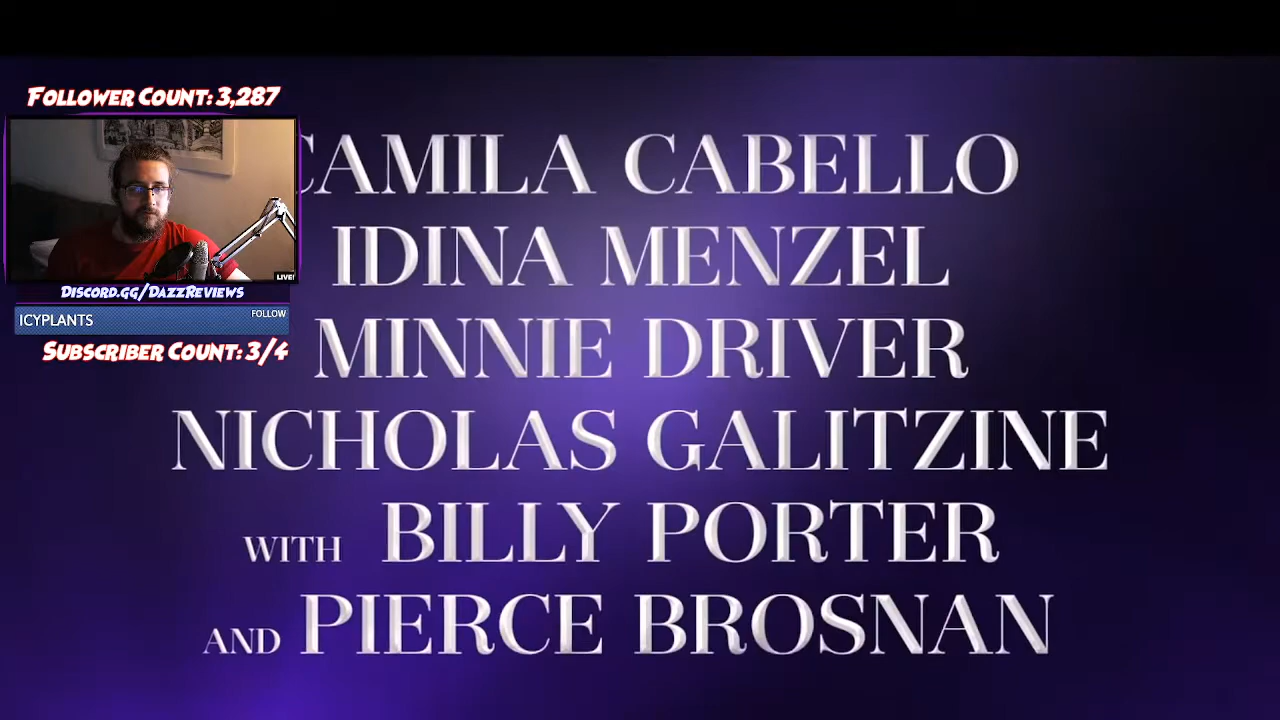 Follower Count: 3,287
LIVE!
Discord.gg/DazzReviews
ICYPLANTS
FOLLOW
Subscriber Count: 3/4
CAMILA CABELLO
IDINA MENZEL
MINNIE DRIVER
NICHOLAS GALITZINE
WITH BILLY PORTER
AND PIERCE BROSNAN